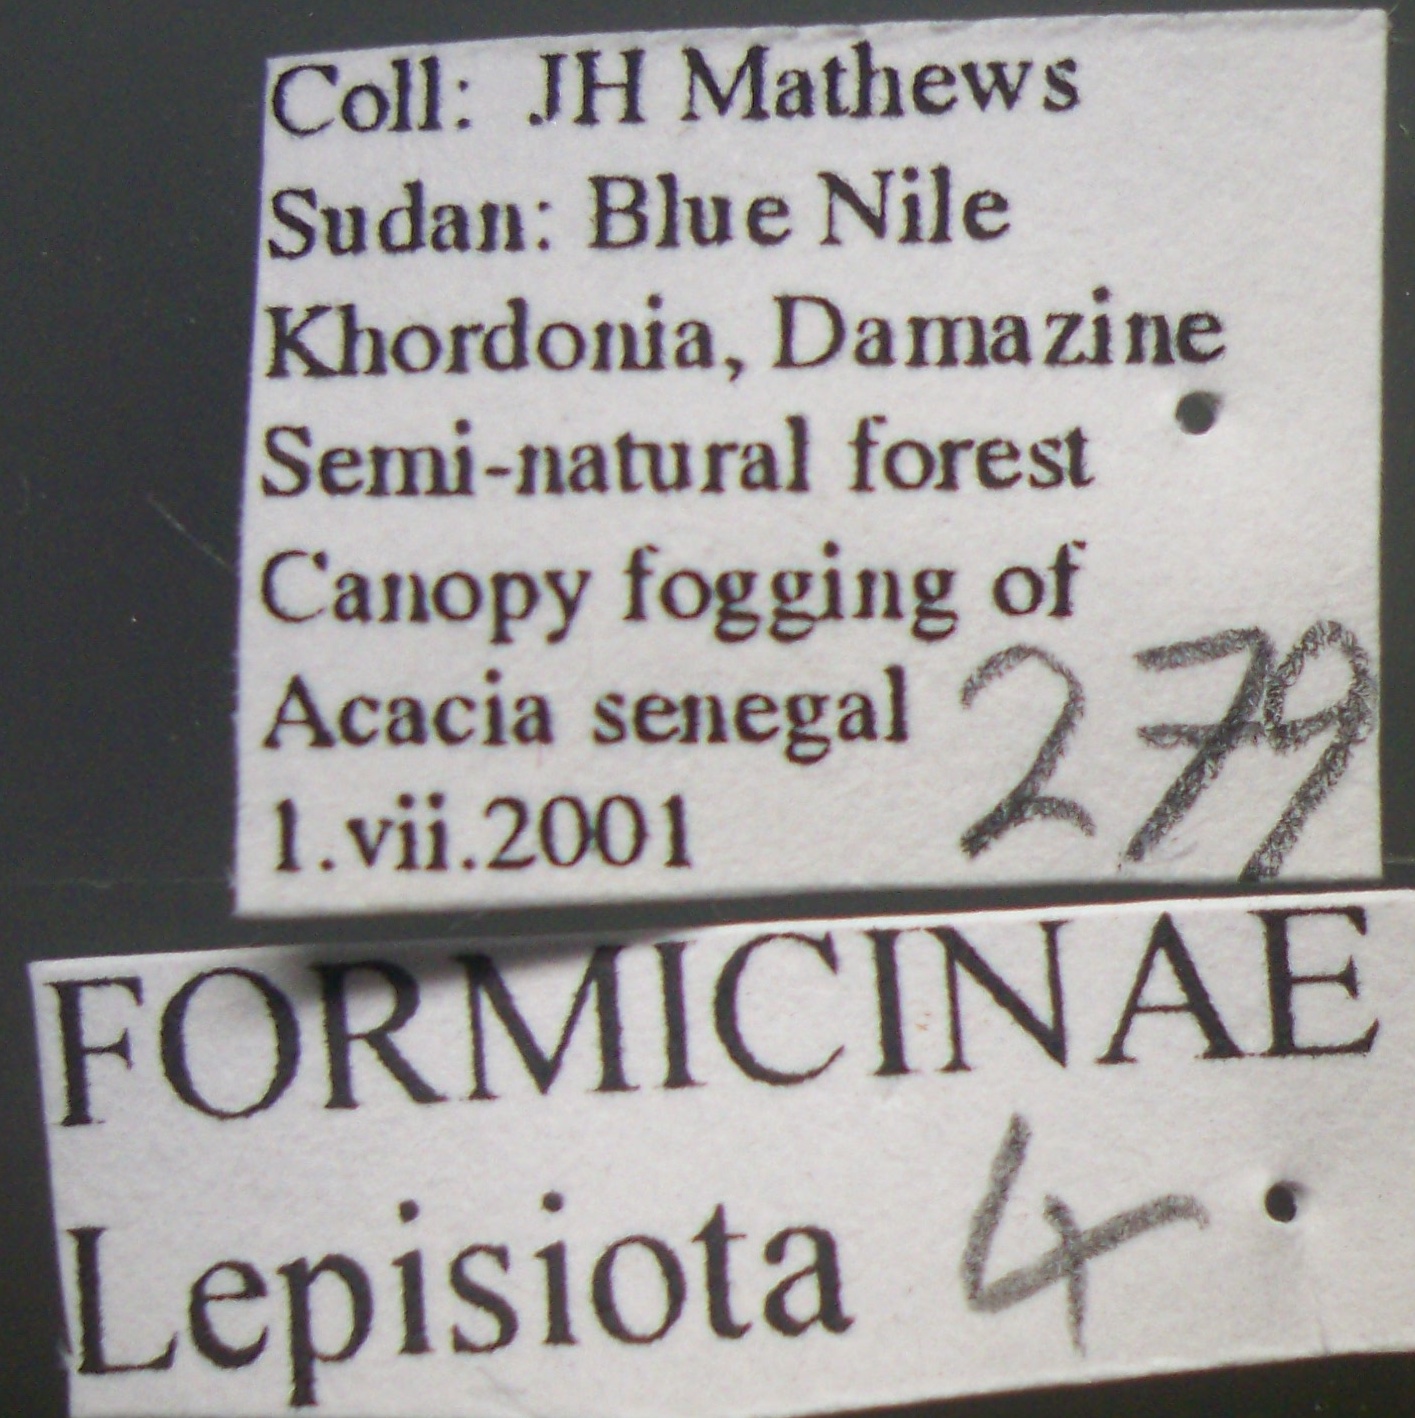 Coll: JH Mathews
Sudan: Blue Nile
Khordonia, Damazine
Semi-natural forest
Canopy fogging of
Acacia senegal 279
1.vii.2001
FORMICINAE
Lepisiota 4